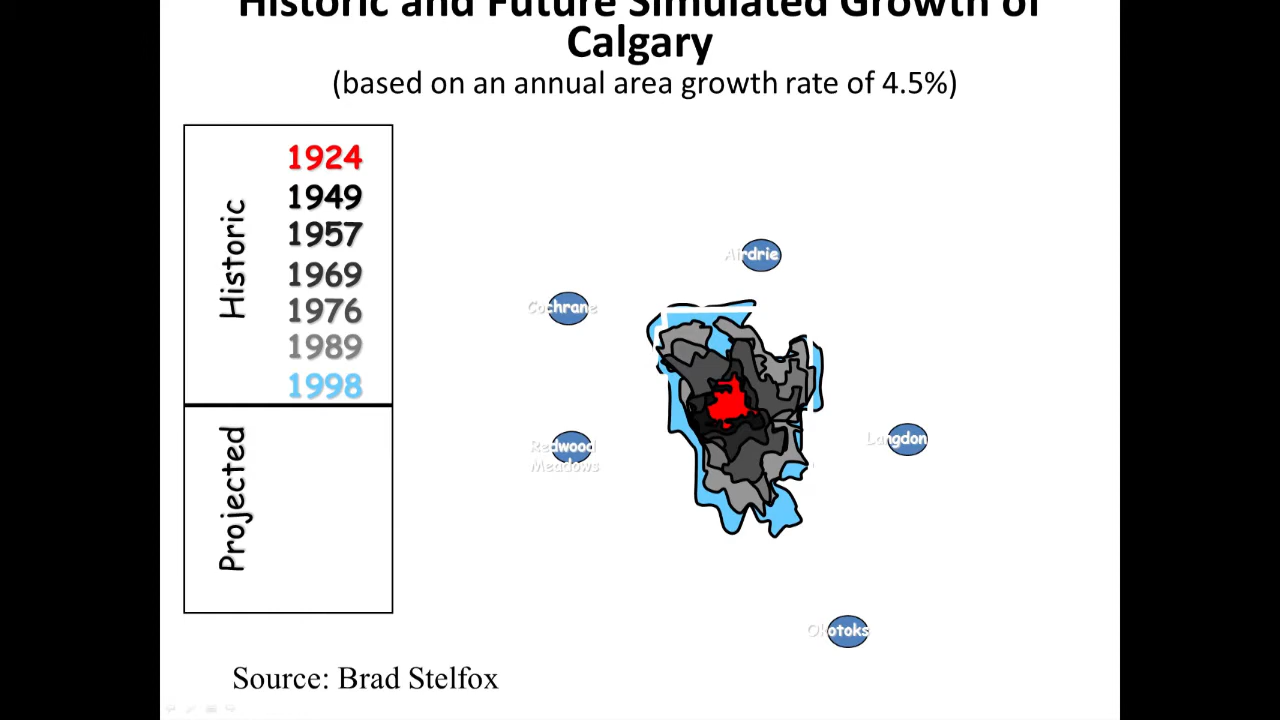 Historic and Future Simulated Growth of
Calgary
(based on an annual area growth rate of 4.5%)
Historic
1924
1949
1957
1969
1976
1989
1998
Projected
Airdrie
Cochrane
Redwood
Meadows
Langdon
Okotoks
Source: Brad Stelfox